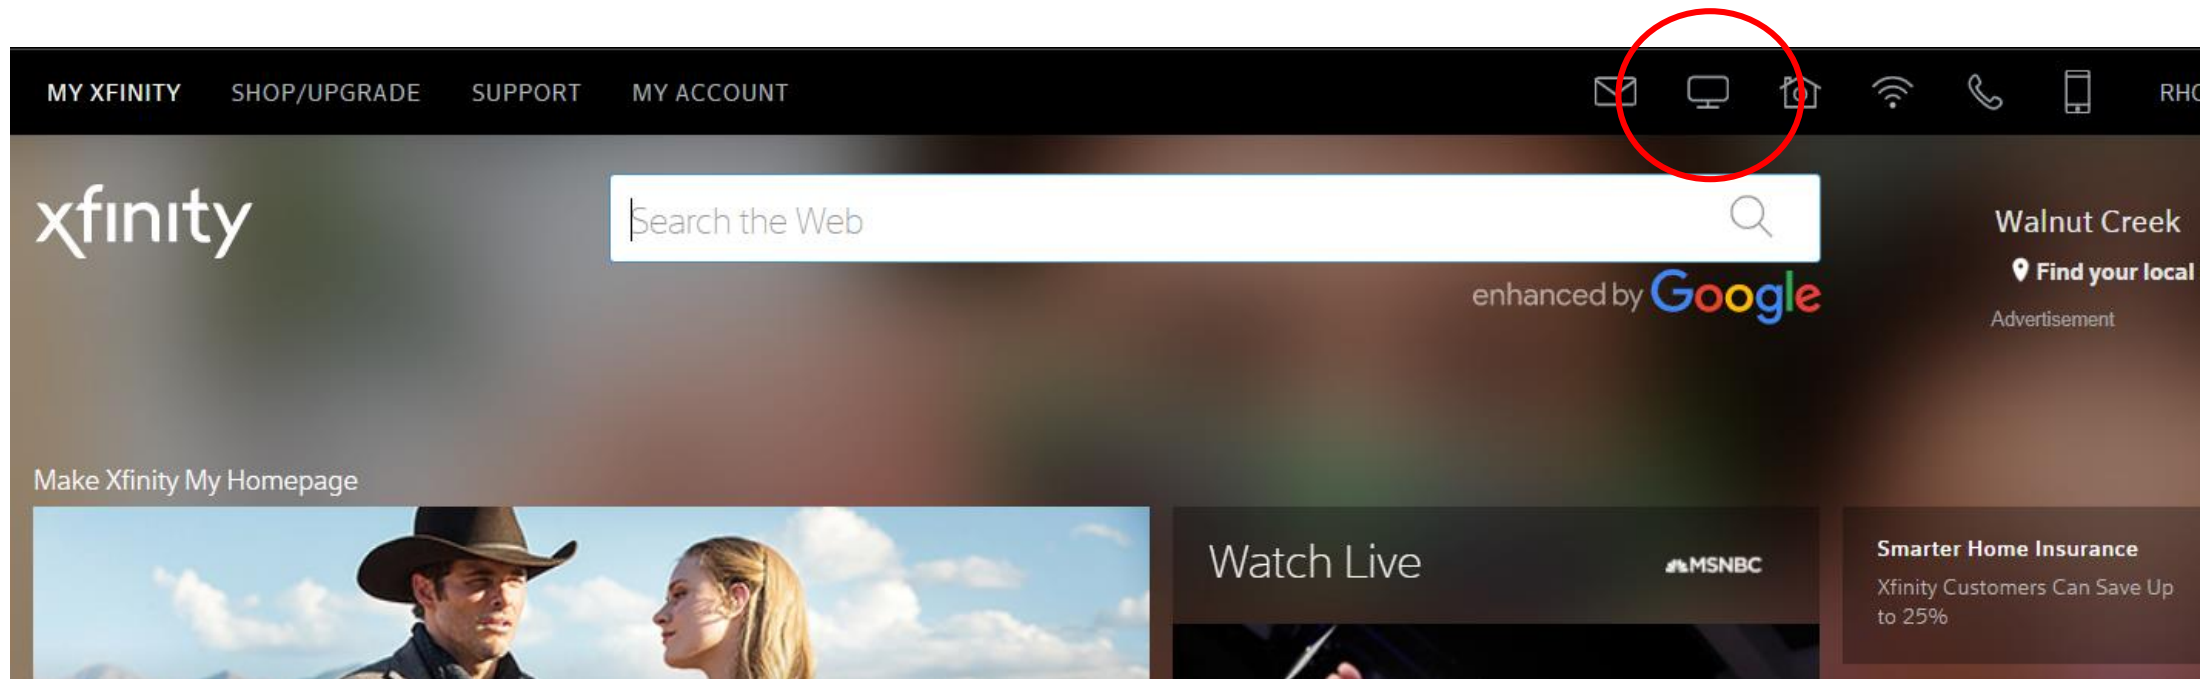 MY XFINITY SHOP/UPGRADE SUPPORT MY ACCOUNT
xfinity
Search the Web
enhanced by Google
Walnut Creek
Find your local
Advertisement
Make Xfinity My Homepage
Watch Live
MSNBC
Smarter Home Insurance
Xfinity Customers Can Save Up
to 25%